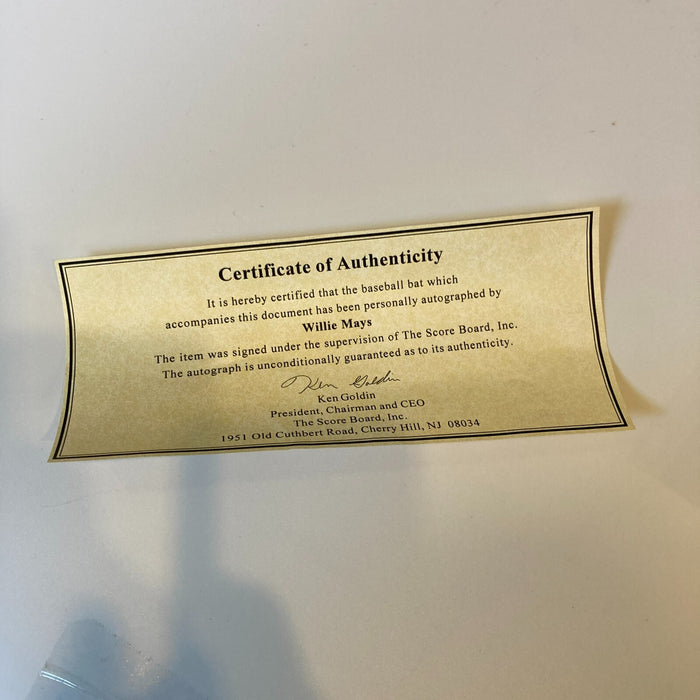 Certificate of Authenticity
It is hereby certified that the baseball bat which
accompanies this document has been personally autographed by
Willie Mays
The item was signed under the supervision of The Score Board, Inc.
The autograph is unconditionally guaranteed as to its authenticity.
Ken Goldin
Ken Goldin
President, Chairman and CEO
The Score Board, Inc.
1951 Old Cuthbert Road, Cherry Hill, NJ 08034